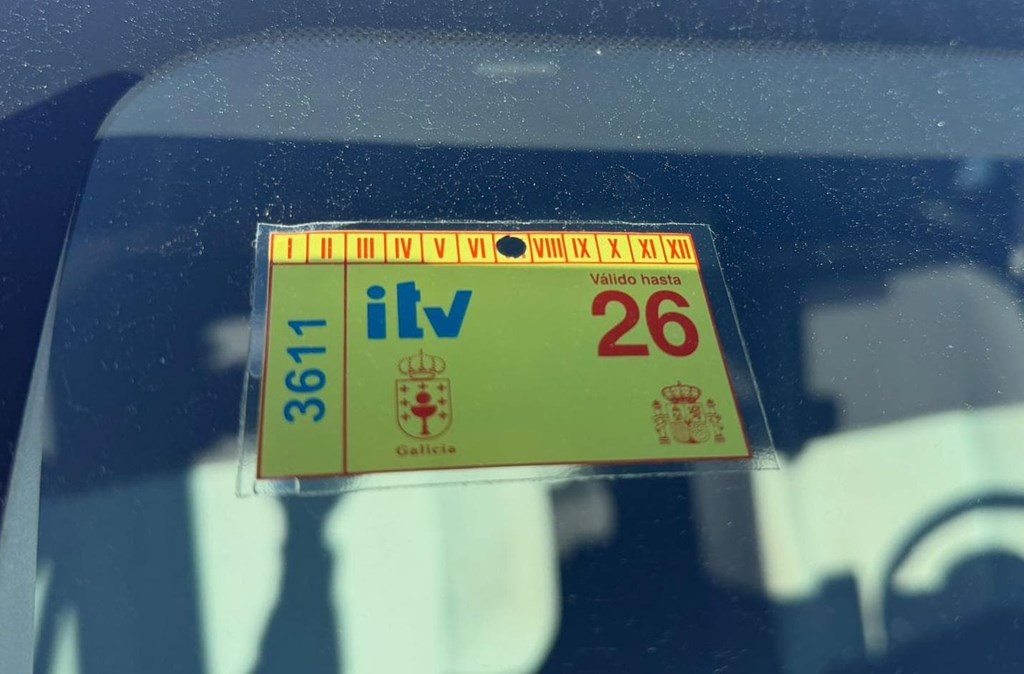 I II III IV V VI VIII IX X XI XII
Válido hasta
itv 26
3611
Galicia